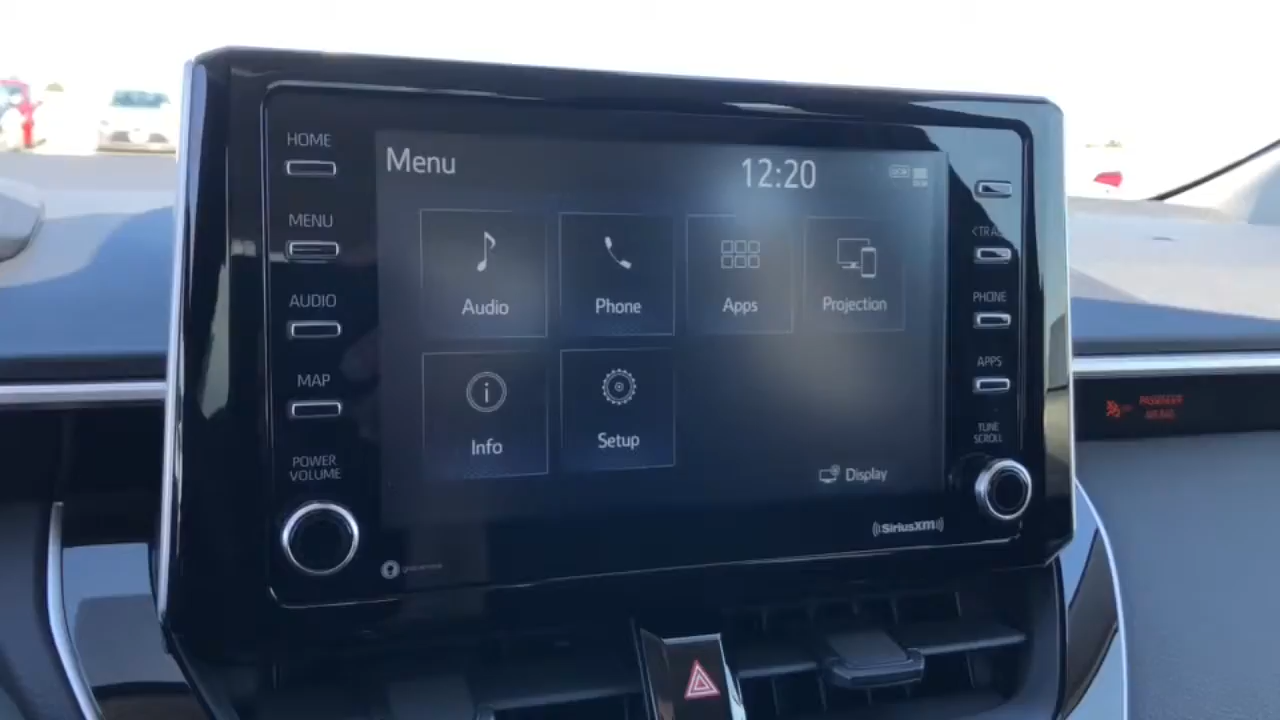 HOME
Menu
12:20
MENU
AUDIO
PHONE
Audio
Phone
Apps
Projection
MAP
APPS
Info
Setup
TUNE
SCROLL
POWER
VOLUME
Display
SiriusXM
PASSENGER